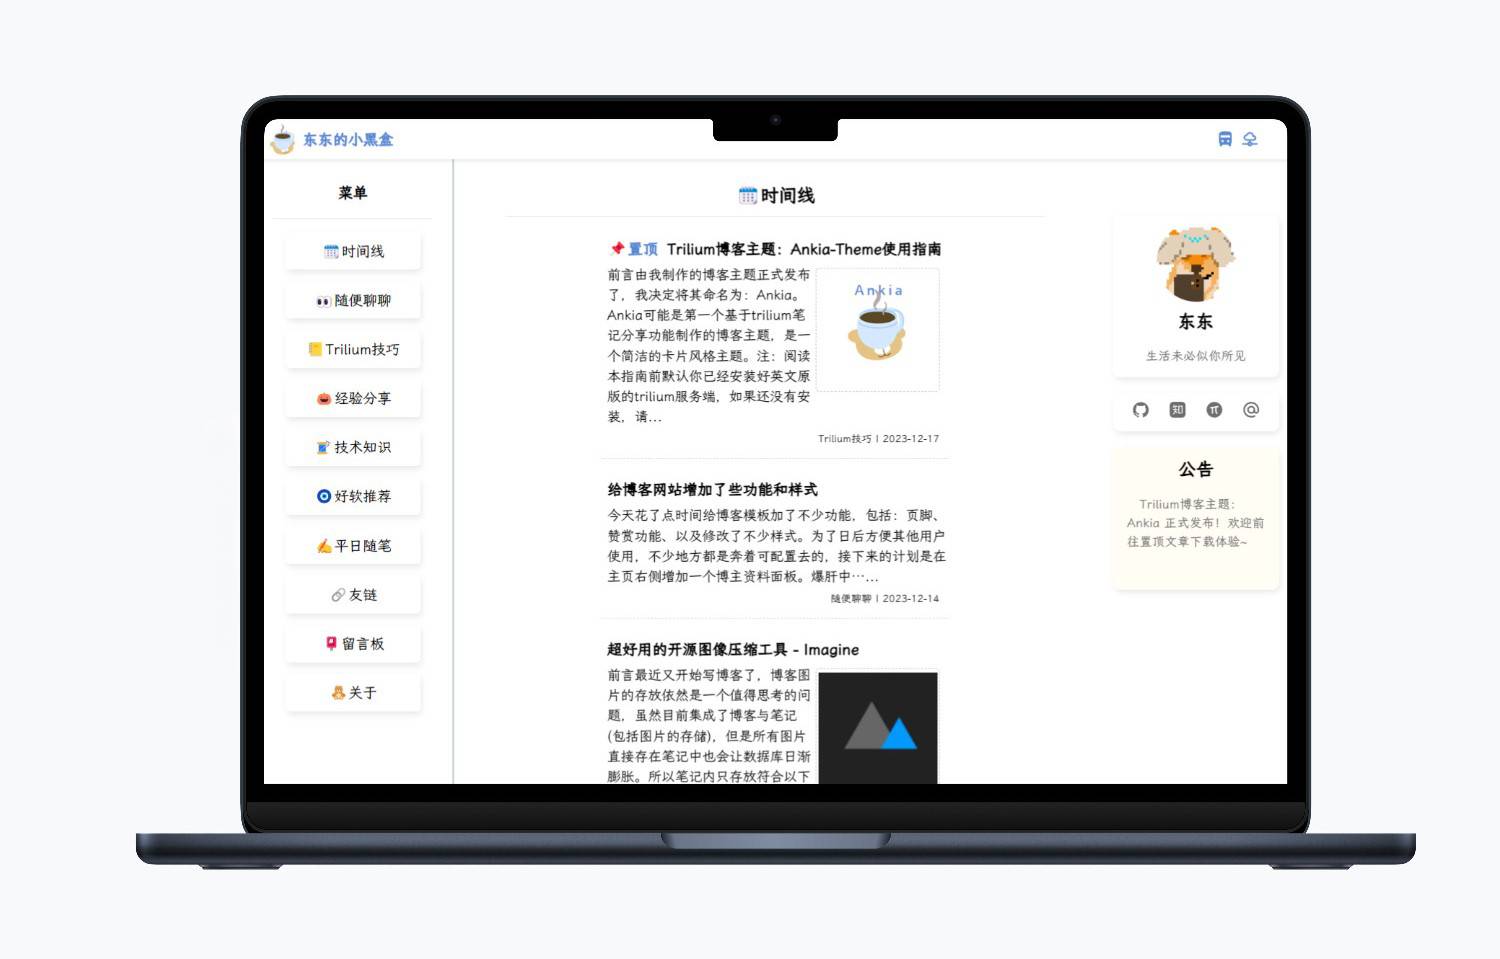 东东的小黑盒
菜单
时间线
随便聊聊
Trilium技巧
经验分享
技术知识
好软推荐
平日随笔
友链
留言板
关于
时间线
置顶 Trilium博客主题：Ankia-Theme使用指南
前言由我制作的博客主题正式发布
了，我决定将其命名为：Ankia。
Ankia可能是第一个基于trilium笔
记分享功能制作的博客主题，是一
个简洁的卡片风格主题。注：阅读
本指南前默认你已经安装好英文原
版的trilium服务端，如果还没有安
装，请...
Ankia
Trilium技巧 | 2023-12-17
给博客网站增加了些功能和样式
今天花了点时间给博客模板加了不少功能，包括：页脚、
赞赏功能、以及修改了不少样式。为了日后方便其他用户
使用，不少地方都是奔着可配置去的，接下来的计划是在
主页右侧增加一个博主资料面板。爆肝中…...
随便聊聊 | 2023-12-14
超好用的开源图像压缩工具 - Imagine
前言最近又开始写博客了，博客图
片的存放依然是一个值得思考的问
题，虽然目前集成了博客与笔记
(包括图片的存储)，但是所有图片
直接存在笔记中也会让数据库日渐
膨胀。所以笔记内只存放符合以下
东东
生活未必似你所见
知
公告
Trilium博客主题：
Ankia 正式发布！欢迎前
往置顶文章下载体验~